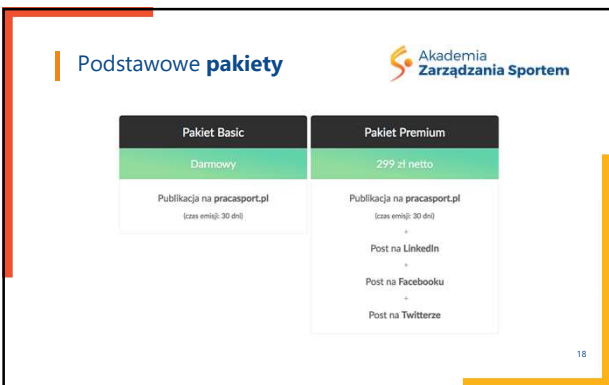 Podstawowe pakiety
Akademia
Zarządzania Sportem
Pakiet Basic
Darmowy
Publikacja na pracasport.pl
(czas emisji: 30 dni)
Pakiet Premium
299 zł netto
Publikacja na pracasport.pl
(czas emisji: 30 dni)
+
Post na LinkedIn
+
Post na Facebooku
+
Post na Twitterze
18